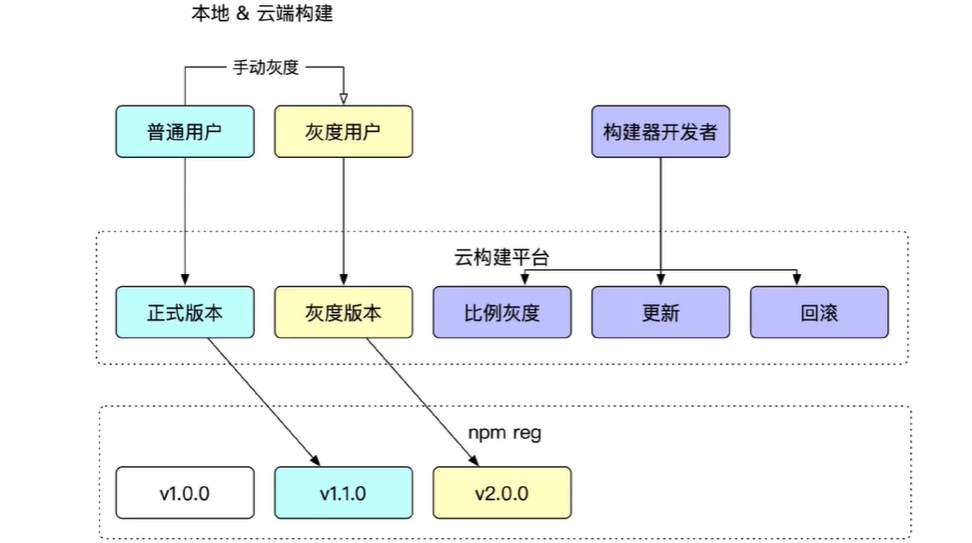 本地 & 云端构建
手动灰度
普通用户
灰度用户
构建器开发者
云构建平台
正式版本
灰度版本
比例灰度
更新
回滚
npm reg
v1.0.0
v1.1.0
v2.0.0